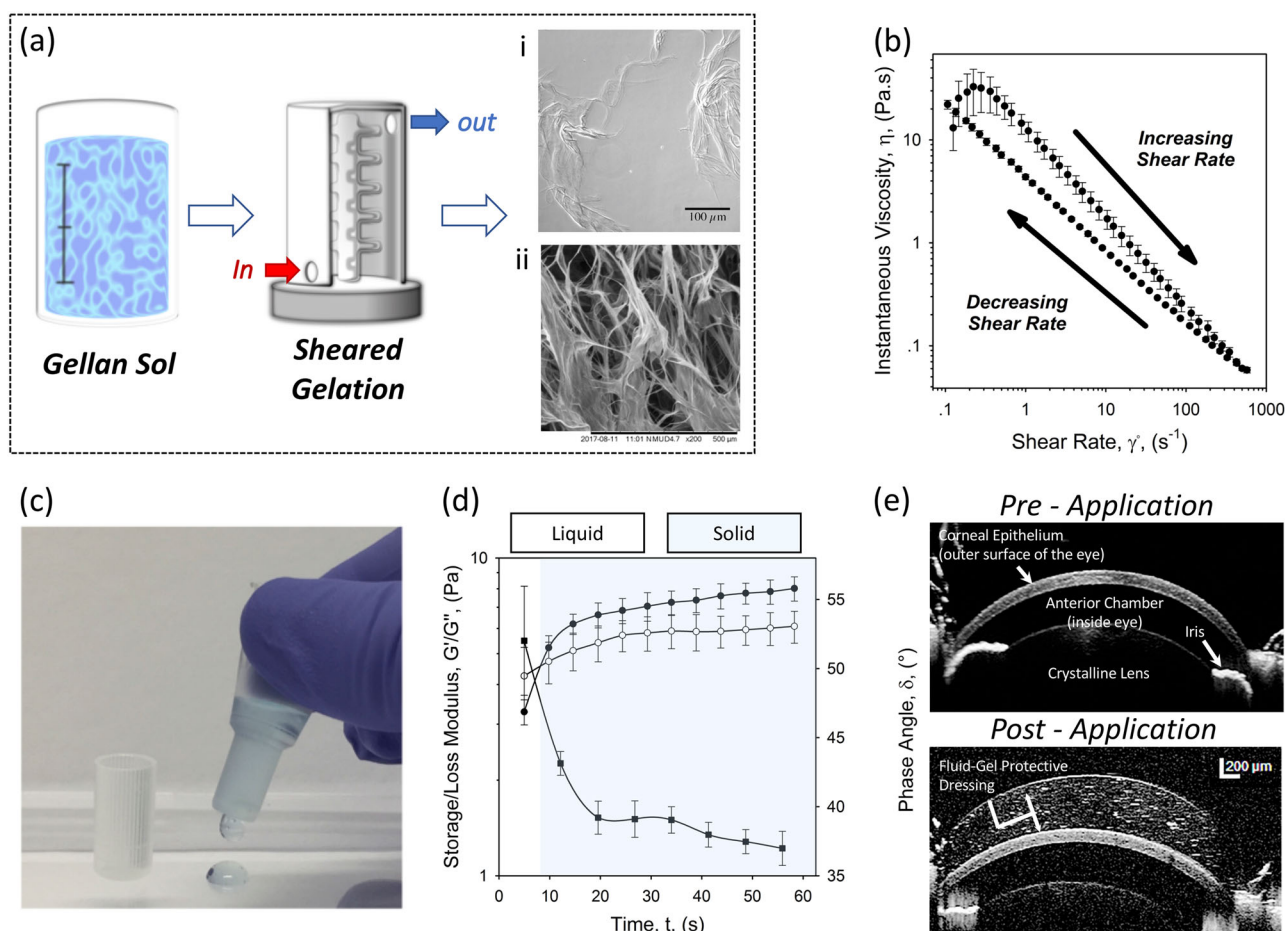 (a)
i
out
In
100 μm
ii
Gellan Sol
Sheared
Gelation
2017-08-11 11:01 NMUD4.7 x200 500 μm
(b)
Instantaneous Viscosity, η, (Pa.s)
10
1
.1
Increasing
Shear Rate
Decreasing
Shear Rate
.1 1 10 100 1000
Shear Rate, γ°, (s⁻¹)
(c)
(d)
Liquid
Solid
Storage/Loss Modulus, G'/G'', (Pa)
10
1
55
50
45
40
35
Phase Angle, δ, (°)
0 10 20 30 40 50 60
Time, t, (s)
(e)
Pre - Application
Corneal Epithelium
(outer surface of the eye)
Anterior Chamber
(inside eye)
Iris
Crystalline Lens
Post - Application
Fluid-Gel Protective
Dressing
200 μm